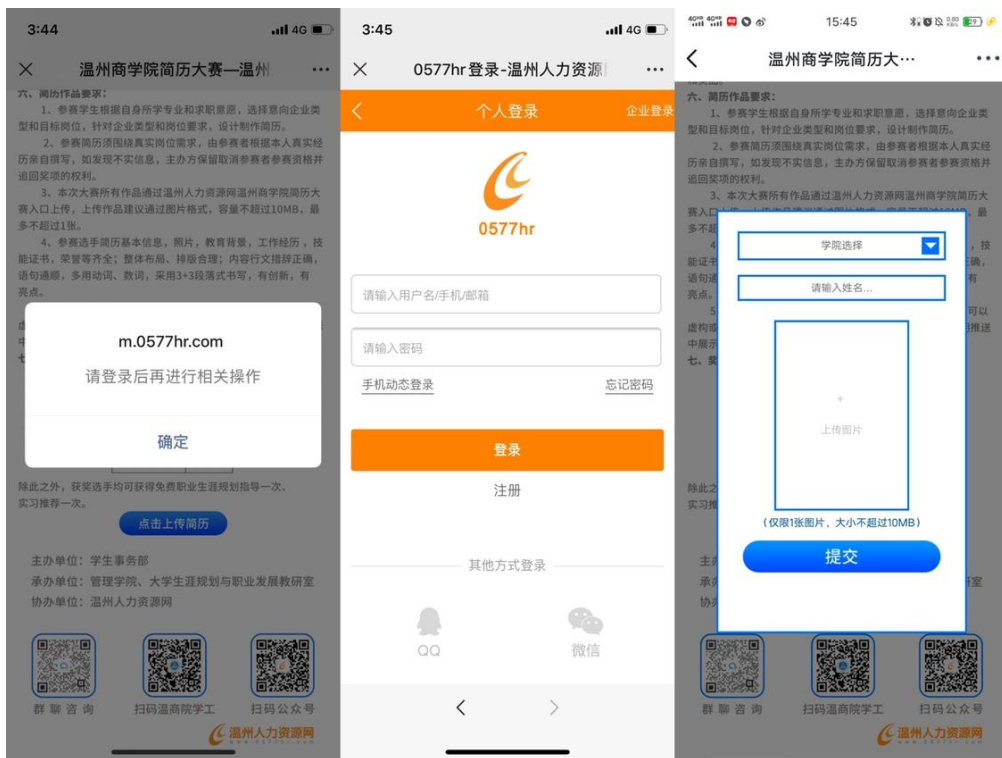 3:44
4G
温州商学院简历大赛—温州
六、简历作品要求：
1、参赛学生根据自身所学专业和求职意愿，选择意向企业类
型和目标岗位，针对企业类型和岗位要求，设计制作简历。
2、参赛简历须围绕真实岗位需求，由参赛者根据本人真实经
历亲自撰写，如发现不实信息，主办方保留取消参赛者参赛资格并
追回奖项的权利。
3、本次大赛所有作品通过温州人力资源网温州商学院简历大
赛入口上传，上传作品建议通过图片格式，容量不超过10MB，最
多不超过1张。
4、参赛选手简历基本信息，照片，教育背景，工作经历，技
能证书，荣誉等齐全；整体布局、排版合理；内容行文措辞正确，
语句通顺，多用动词、数词，采用3+3段落式书写，有创新，有
亮点。
m.0577hr.com
请登录后再进行相关操作
确定
除此之外，获奖选手均可获得免费职业生涯规划指导一次、
实习推荐一次。
点击上传简历
主办单位：学生事务部
承办单位：管理学院、大学生涯规划与职业发展教研室
协办单位：温州人力资源网
群聊咨询
扫码温商院学工
扫码公众号
温州人力资源网
3:45
4G
0577hr登录-温州人力资源
个人登录
企业登录
0577hr
请输入用户名/手机/邮箱
请输入密码
手机动态登录
忘记密码
登录
注册
其他方式登录
QQ
微信
15:45
温州商学院简历大…
六、简历作品要求：
1、参赛学生根据自身所学专业和求职意愿，选择意向企业类
型和目标岗位，针对企业类型和岗位要求，设计制作简历。
2、参赛简历须围绕真实岗位需求，由参赛者根据本人真实经
历亲自撰写，如发现不实信息，主办方保留取消参赛者参赛资格并
追回奖项的权利。
3、本次大赛所有作品通过温州人力资源网温州商学院简历大
学院选择
请输入姓名...
上传图片
（仅限1张图片，大小不超过10MB）
提交
群聊咨询
扫码温商院学工
扫码公众号
温州人力资源网